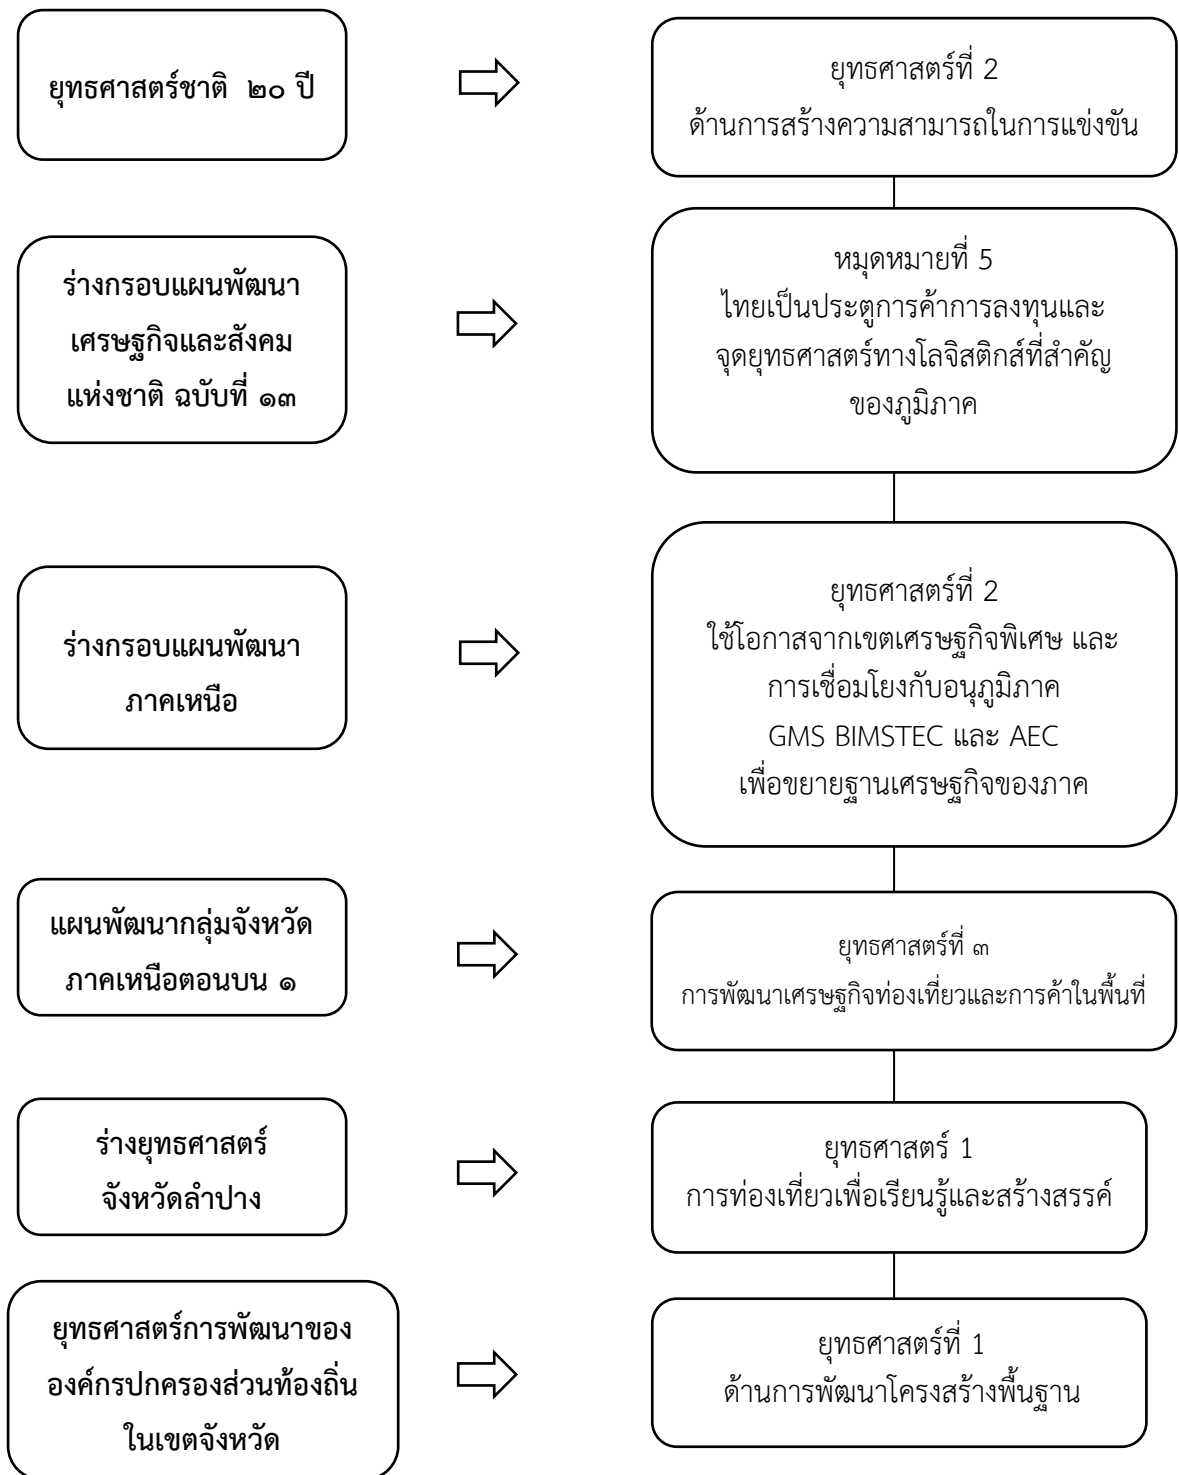 ยุทธศาสตร์ชาติ ๒๐ ปี
ยุทธศาสตร์ที่ 2
ด้านการสร้างความสามารถในการแข่งขัน
ร่างกรอบแผนพัฒนา
เศรษฐกิจและสังคม
แห่งชาติ ฉบับที่ ๑๓
หมุดหมายที่ 5
ไทยเป็นประตูการค้าการลงทุนและ
จุดยุทธศาสตร์ทางโลจิสติกส์ที่สำคัญ
ของภูมิภาค
ร่างกรอบแผนพัฒนา
ภาคเหนือ
ยุทธศาสตร์ที่ 2
ใช้โอกาสจากเขตเศรษฐกิจพิเศษ และ
การเชื่อมโยงกับอนุภูมิภาค
GMS BIMSTEC และ AEC
เพื่อขยายฐานเศรษฐกิจของภาค
แผนพัฒนากลุ่มจังหวัด
ภาคเหนือตอนบน ๑
ยุทธศาสตร์ที่ ๓
การพัฒนาเศรษฐกิจท่องเที่ยวและการค้าในพื้นที่
ร่างยุทธศาสตร์
จังหวัดลำปาง
ยุทธศาสตร์ 1
การท่องเที่ยวเพื่อเรียนรู้และสร้างสรรค์
ยุทธศาสตร์การพัฒนาของ
องค์กรปกครองส่วนท้องถิ่น
ในเขตจังหวัด
ยุทธศาสตร์ที่ 1
ด้านการพัฒนาโครงสร้างพื้นฐาน